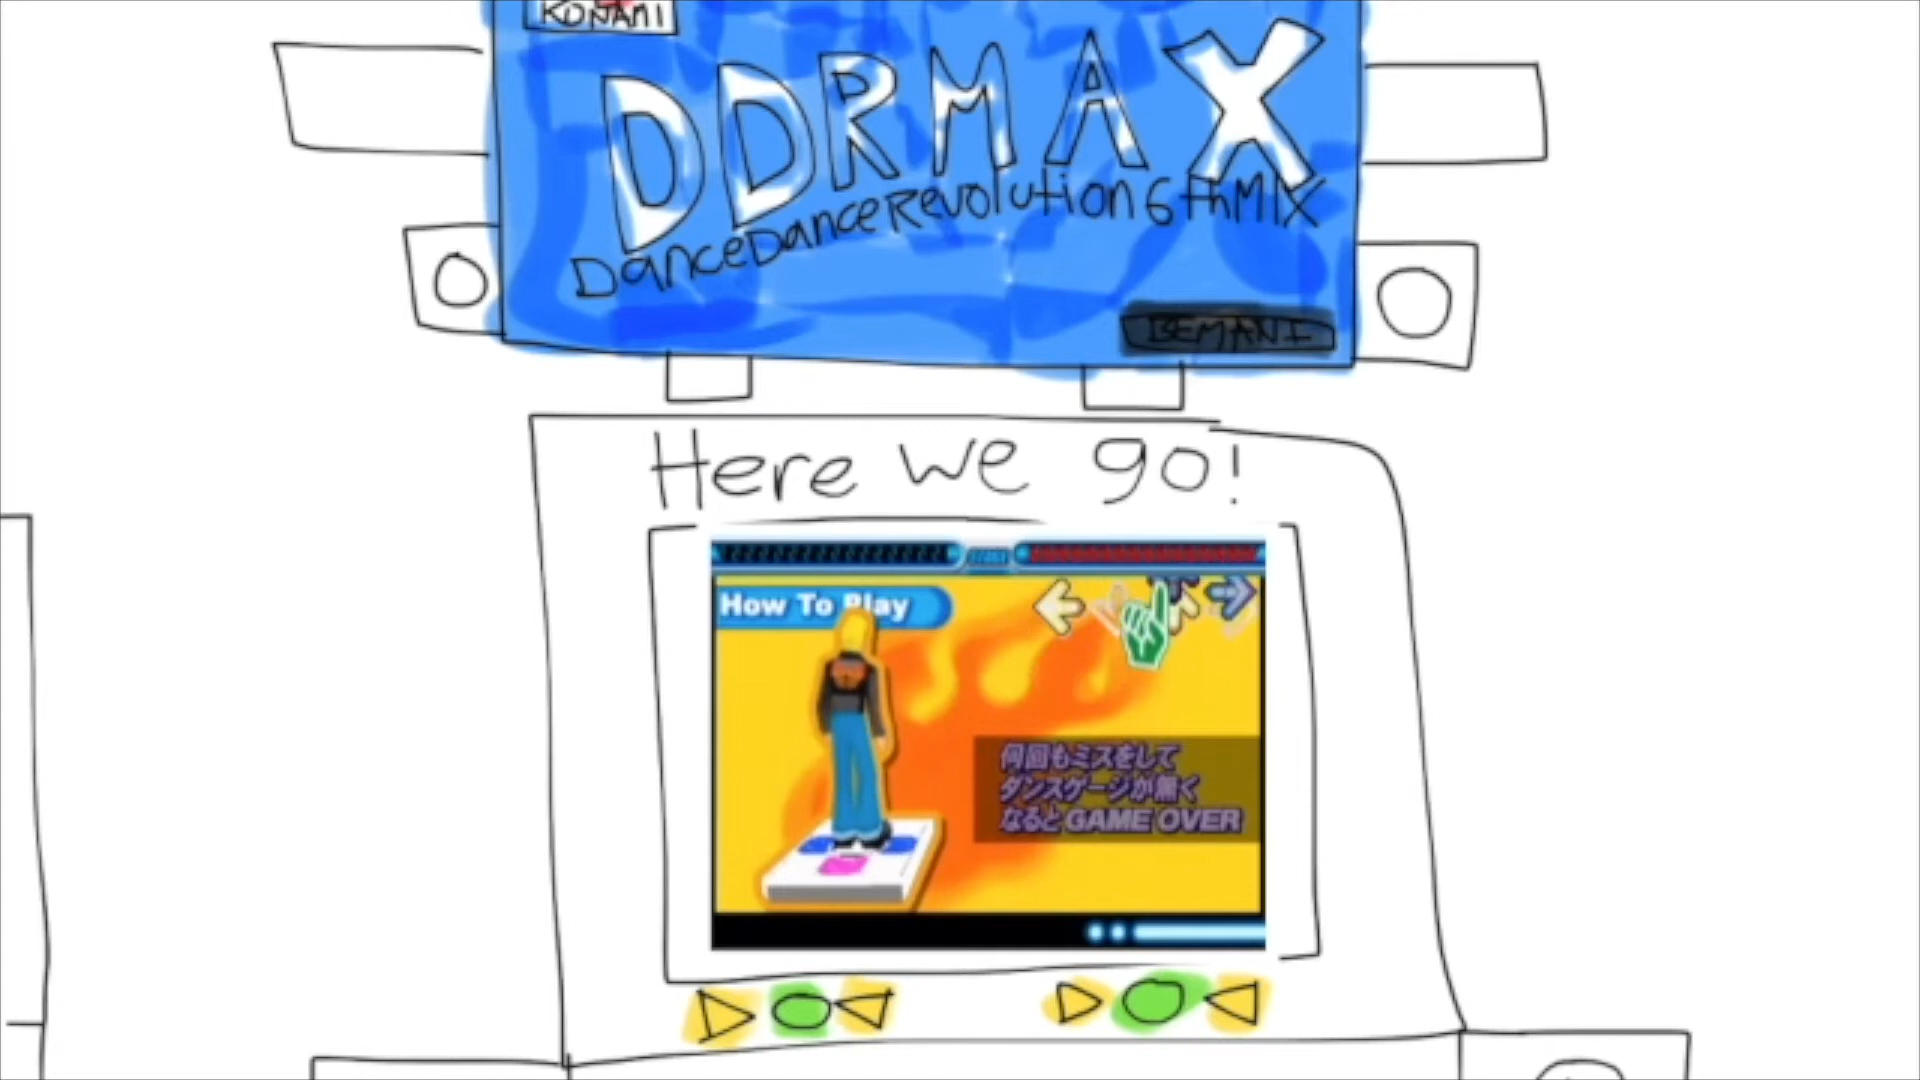 KONAMI
DDRMAX
DanceDanceRevolution6thMIX
BEMANI
Here we go!
How To Play
何回もミスをして
ダンスゲージが無く
なるとGAME OVER